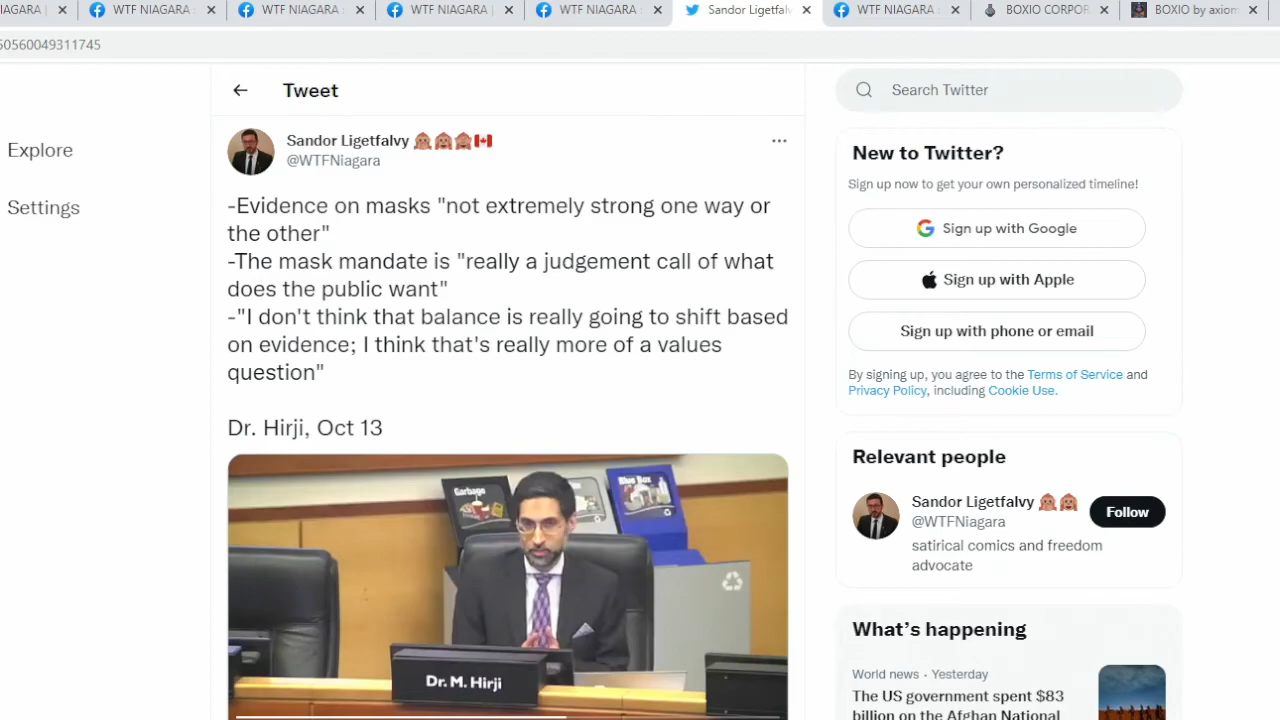 IAGARA |
WTF NIAGARA :
WTF NIAGARA :
WTF NIAGARA |
WTF NIAGARA :
Sandor Ligetfal
WTF NIAGARA :
BOXIO CORPOR
BOXIO by axiom
50560049311745
Explore
Settings
Tweet
Sandor Ligetfalvy
@WTFNiagara
-Evidence on masks "not extremely strong one way or
the other"
-The mask mandate is "really a judgement call of what
does the public want"
-"I don't think that balance is really going to shift based
on evidence; I think that's really more of a values
question"
Dr. Hirji, Oct 13
Garbage
Blue Box
Dr. M. Hirji
Search Twitter
New to Twitter?
Sign up now to get your own personalized timeline!
Sign up with Google
Sign up with Apple
Sign up with phone or email
By signing up, you agree to the Terms of Service and
Privacy Policy, including Cookie Use.
Relevant people
Sandor Ligetfalvy
@WTFNiagara
Follow
satirical comics and freedom
advocate
What's happening
World news · Yesterday
The US government spent $83
billion on the Afghan National